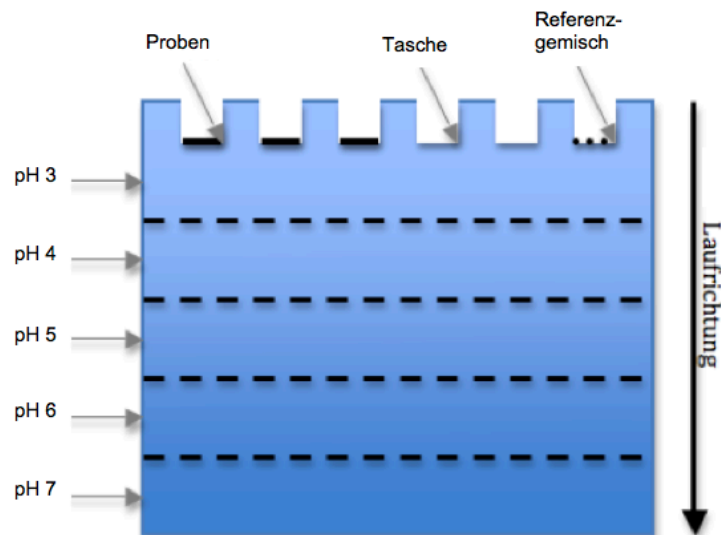 Proben
Tasche
Referenz-
gemisch
pH 3
pH 4
pH 5
pH 6
pH 7
Laufrichtung